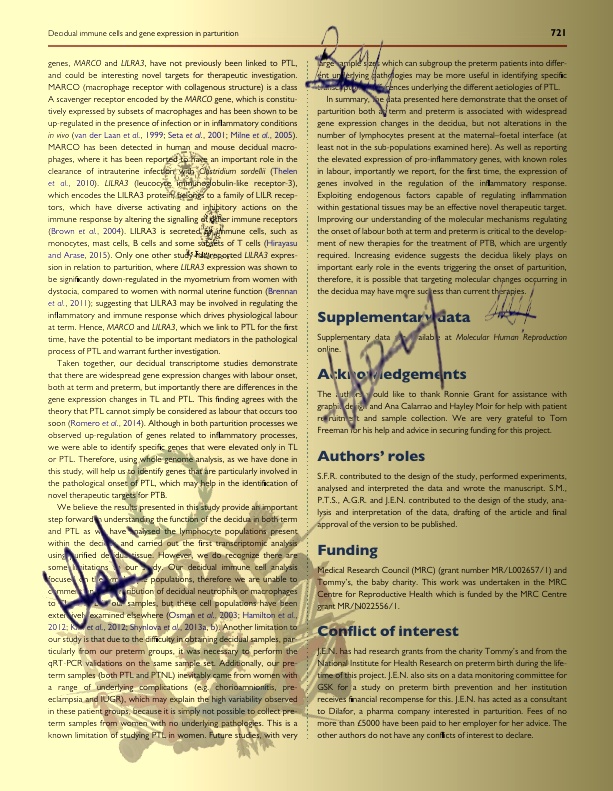 Decidual immune cells and gene expression in parturition
721
genes, MARCO and LILRA3, have not previously been linked to PTL,
and could be interesting novel targets for therapeutic investigation.
MARCO (macrophage receptor with collagenous structure) is a class
A scavenger receptor encoded by the MARCO gene, which is constitu-
tively expressed by subsets of macrophages and has been shown to be
up-regulated in the presence of infection or in inflammatory conditions
in vivo (van der Laan et al., 1999; Seta et al., 2001; Milne et al., 2005).
MARCO has been detected in human and mouse decidual macro-
phages, where it has been reported to have an important role in the
clearance of intrauterine infection with Clostridium sordellii (Thelen
et al., 2010). LILRA3 (leucocyte immunoglobulin-like receptor-3),
which encodes the LILRA3 protein, belongs to a family of LILR recep-
tors, which have diverse activating and inhibitory actions on the
immune response by altering the signalling of other immune receptors
(Brown et al., 2004). LILRA3 is secreted by immune cells, such as
monocytes, mast cells, B cells and some subsets of T cells (Hirayasu
and Arase, 2015). Only one other study has reported LILRA3 expres-
sion in relation to parturition, where LILRA3 expression was shown to
be significantly down-regulated in the myometrium from women with
dystocia, compared to women with normal uterine function (Brennan
et al., 2011); suggesting that LILRA3 may be involved in regulating the
inflammatory and immune response which drives physiological labour
at term. Hence, MARCO and LILRA3, which we link to PTL for the first
time, have the potential to be important mediators in the pathological
process of PTL and warrant further investigation.
Taken together, our decidual transcriptome studies demonstrate
that there are widespread gene expression changes with labour onset,
both at term and preterm, but importantly there are differences in the
gene expression changes in TL and PTL. This finding agrees with the
theory that PTL cannot simply be considered as labour that occurs too
soon (Romero et al., 2014). Although in both parturition processes we
observed up-regulation of genes related to inflammatory processes,
we were able to identify specific genes that were elevated only in TL
or PTL. Therefore, using whole genome analysis, as we have done in
this study, will help us to identify genes that are particularly involved in
the pathological onset of PTL, which may help in the identification of
novel therapeutic targets for PTB.
We believe the results presented in this study provide an important
step forward in understanding the function of the decidua in both term
and PTL as we have analysed the lymphocyte populations present
within the decidua and carried out the first transcriptomic analysis
using unified decidua tissue. However, we do recognize there are
some limitations to our study. Our decidual immune cell analysis
focuses on the populations, therefore we are unable to
comment on contribution of decidual neutrophils or macrophages
to our samples, but these cell populations have been
extensively examined elsewhere (Osman et al., 2003; Hamilton et al.,
2012; Kim et al., 2012; Shynlova et al., 2013a, b). Another limitation to
our study is that due to the difficulty in obtaining decidual samples, par-
ticularly from our preterm groups, it was necessary to perform the
qRT-PCR validations on the same sample set. Additionally, our pre-
term samples (both PTL and PTNL) inevitably came from women with
a range of underlying complications (e.g. chorioamnionitis, pre-
eclampsia and IUGR), which may explain the high variability observed
in these patient groups; because it is simply not possible to collect pre-
term samples from women with no underlying pathologies. This is a
known limitation of studying PTL in women. Future studies, with very
large sample sizes which can subgroup the preterm patients into differ-
ent underlying pathologies may be more useful in identifying specific
differences underlying the different aetiologies of PTL.
In summary, the data presented here demonstrate that the onset of
parturition both at term and preterm is associated with widespread
gene expression changes in the decidua, but not alterations in the
number of lymphocytes present at the maternal–foetal interface (at
least not in the sub-populations examined here). As well as reporting
the elevated expression of pro-inflammatory genes, with known roles
in labour, importantly we report, for the first time, the expression of
genes involved in the regulation of the inflammatory response.
Exploiting endogenous factors capable of regulating inflammation
within gestational tissues may be an effective novel therapeutic target.
Improving our understanding of the molecular mechanisms regulating
the onset of labour both at term and preterm is critical to the develop-
ment of new therapies for the treatment of PTB, which are urgently
required. Increasing evidence suggests the decidua likely plays an
important early role in the events triggering the onset of parturition,
therefore, it is possible that targeting molecular changes occurring in
the decidua may have more success than current therapies.
Supplementary data
Supplementary data are available at Molecular Human Reproduction
online.
Acknowledgements
The authors would like to thank Ronnie Grant for assistance with
graphic design and Ana Calarrao and Hayley Moir for help with patient
recruitment and sample collection. We are very grateful to Tom
Freeman for his help and advice in securing funding for this project.
Authors' roles
S.F.R. contributed to the design of the study, performed experiments,
analysed and interpreted the data and wrote the manuscript. S.M.,
P.T.S., A.G.R. and J.E.N. contributed to the design of the study, ana-
lysis and interpretation of the data, drafting of the article and final
approval of the version to be published.
Funding
Medical Research Council (MRC) (grant number MR/L002657/1) and
Tommy's, the baby charity. This work was undertaken in the MRC
Centre for Reproductive Health which is funded by the MRC Centre
grant MR/N022556/1.
Conflict of interest
J.E.N. has had research grants from the charity Tommy's and from the
National Institute for Health Research on preterm birth during the life-
time of this project. J.E.N. also sits on a data monitoring committee for
GSK for a study on preterm birth prevention and her institution
receives financial recompense for this. J.E.N. has acted as a consultant
to Dilafor, a pharma company interested in parturition. Fees of no
more than £5000 have been paid to her employer for her advice. The
other authors do not have any conflicts of interest to declare.